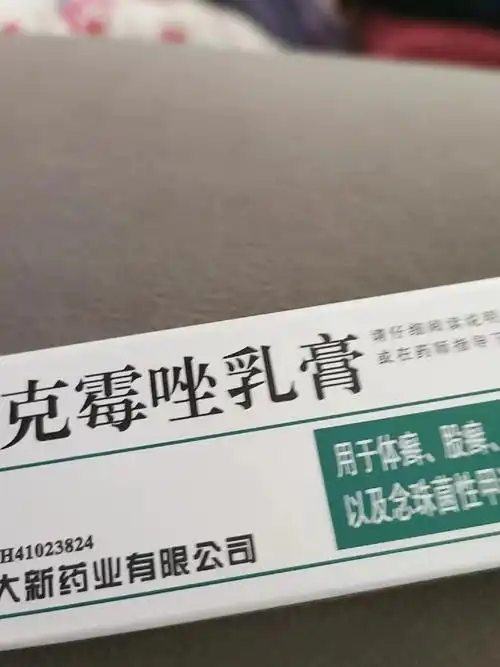 克霉唑乳膏
请仔细阅读说明
或在药师指导下
用于体癣、股癣、
以及念珠菌性甲
H41023824
大新药业有限公司